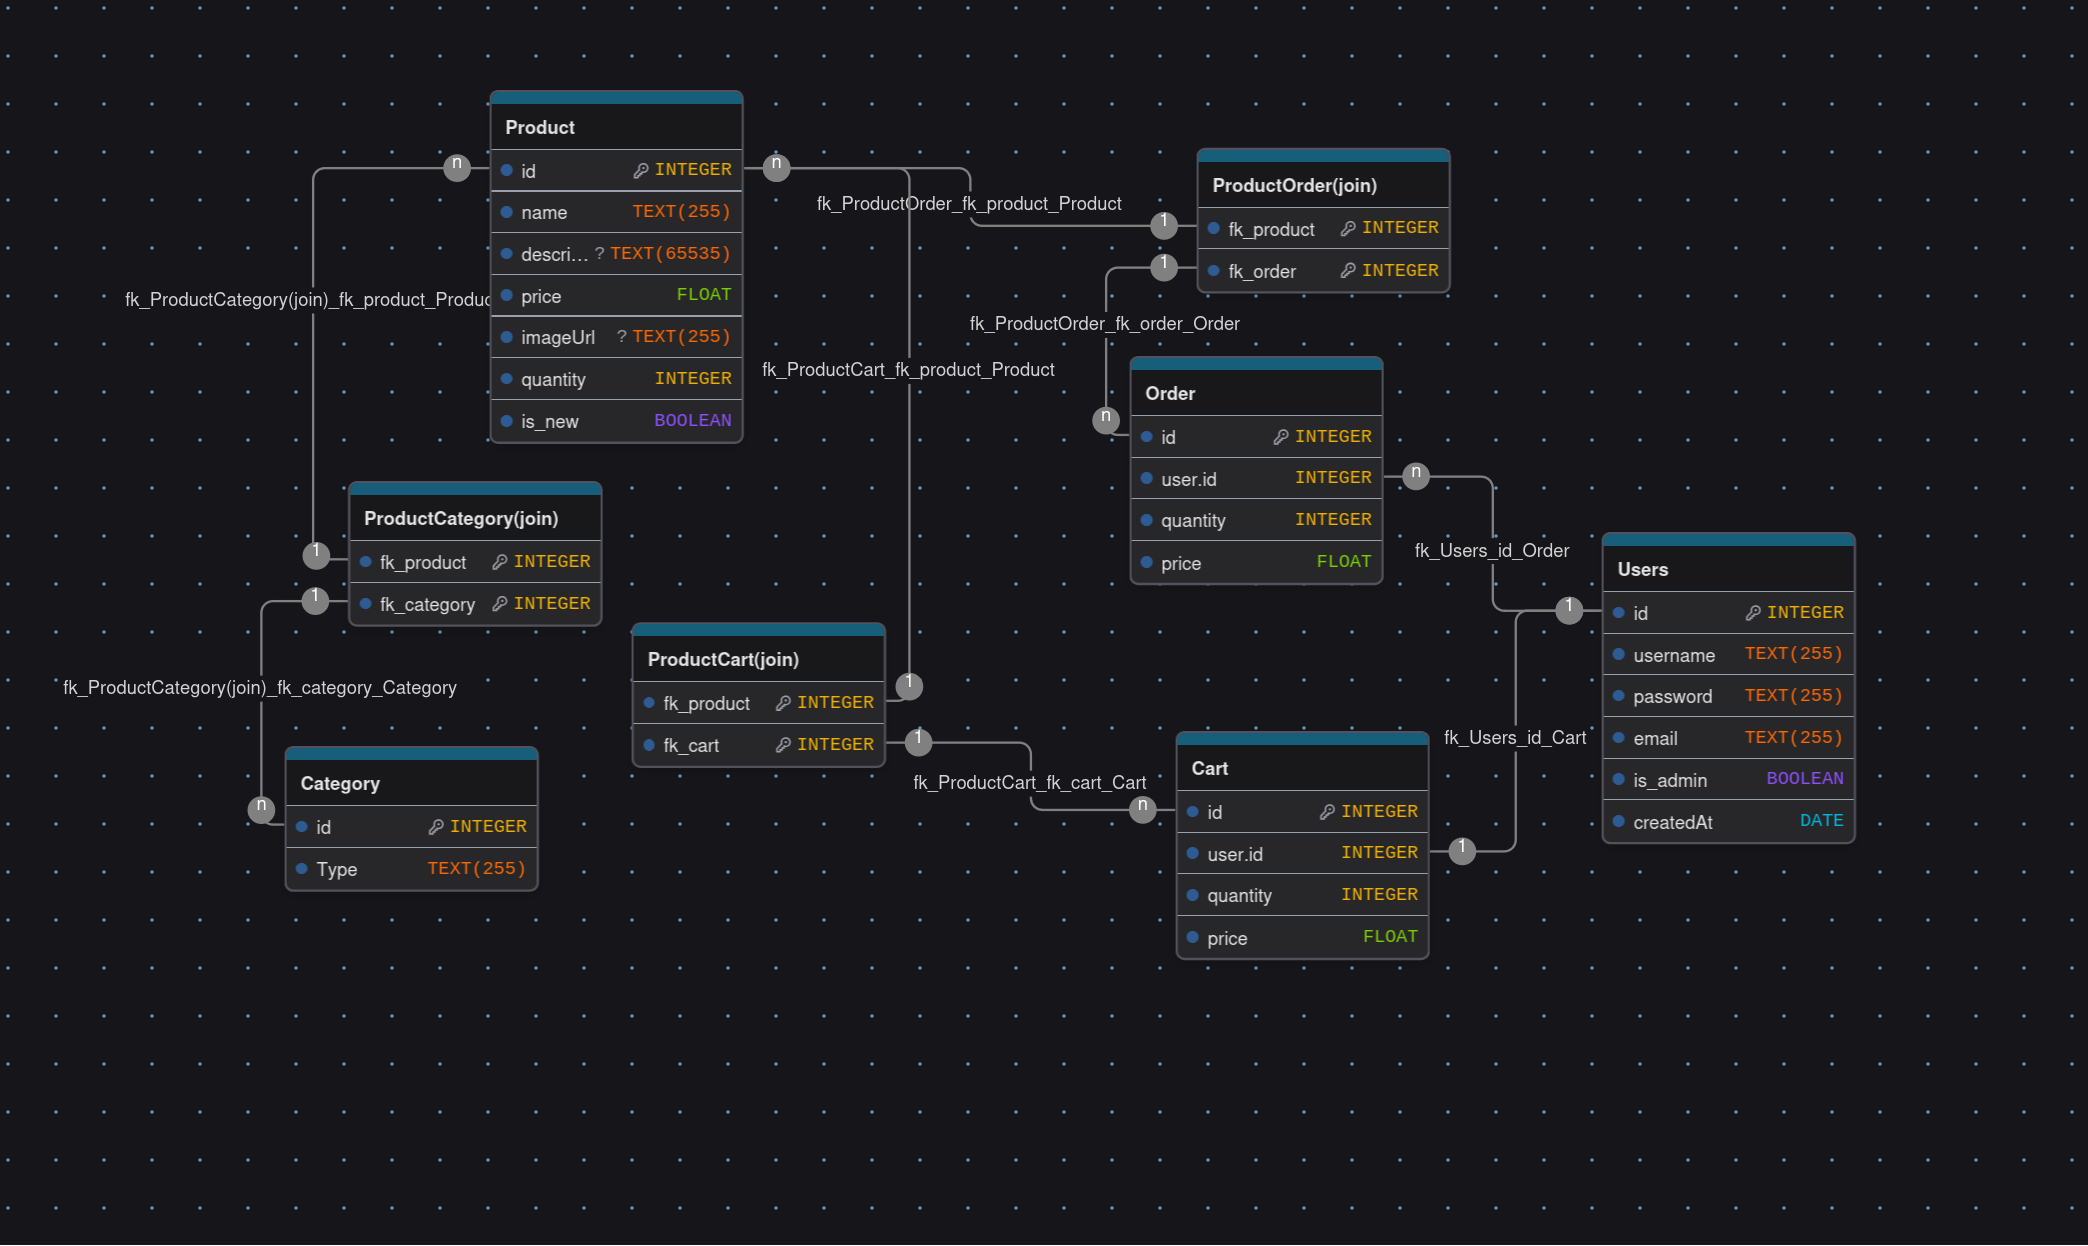 Product
id INTEGER
name TEXT(255)
descri... ? TEXT(65535)
price FLOAT
imageUrl ? TEXT(255)
quantity INTEGER
is_new BOOLEAN
n
n
fk_ProductOrder_fk_product_Product
ProductOrder(join)
fk_product INTEGER
fk_order INTEGER
1
1
fk_ProductCategory(join)_fk_product_Produc
fk_ProductOrder_fk_order_Order
fk_ProductCart_fk_product_Product
Order
id INTEGER
user.id INTEGER
quantity INTEGER
price FLOAT
n
n
ProductCategory(join)
fk_product INTEGER
fk_category INTEGER
1
1
fk_Users_id_Order
Users
id INTEGER
username TEXT(255)
password TEXT(255)
email TEXT(255)
is_admin BOOLEAN
createdAt DATE
1
ProductCart(join)
fk_product INTEGER
fk_cart INTEGER
1
1
fk_ProductCategory(join)_fk_category_Category
fk_Users_id_Cart
fk_ProductCart_fk_cart_Cart
Category
id INTEGER
Type TEXT(255)
n
Cart
id INTEGER
user.id INTEGER
quantity INTEGER
price FLOAT
n
1